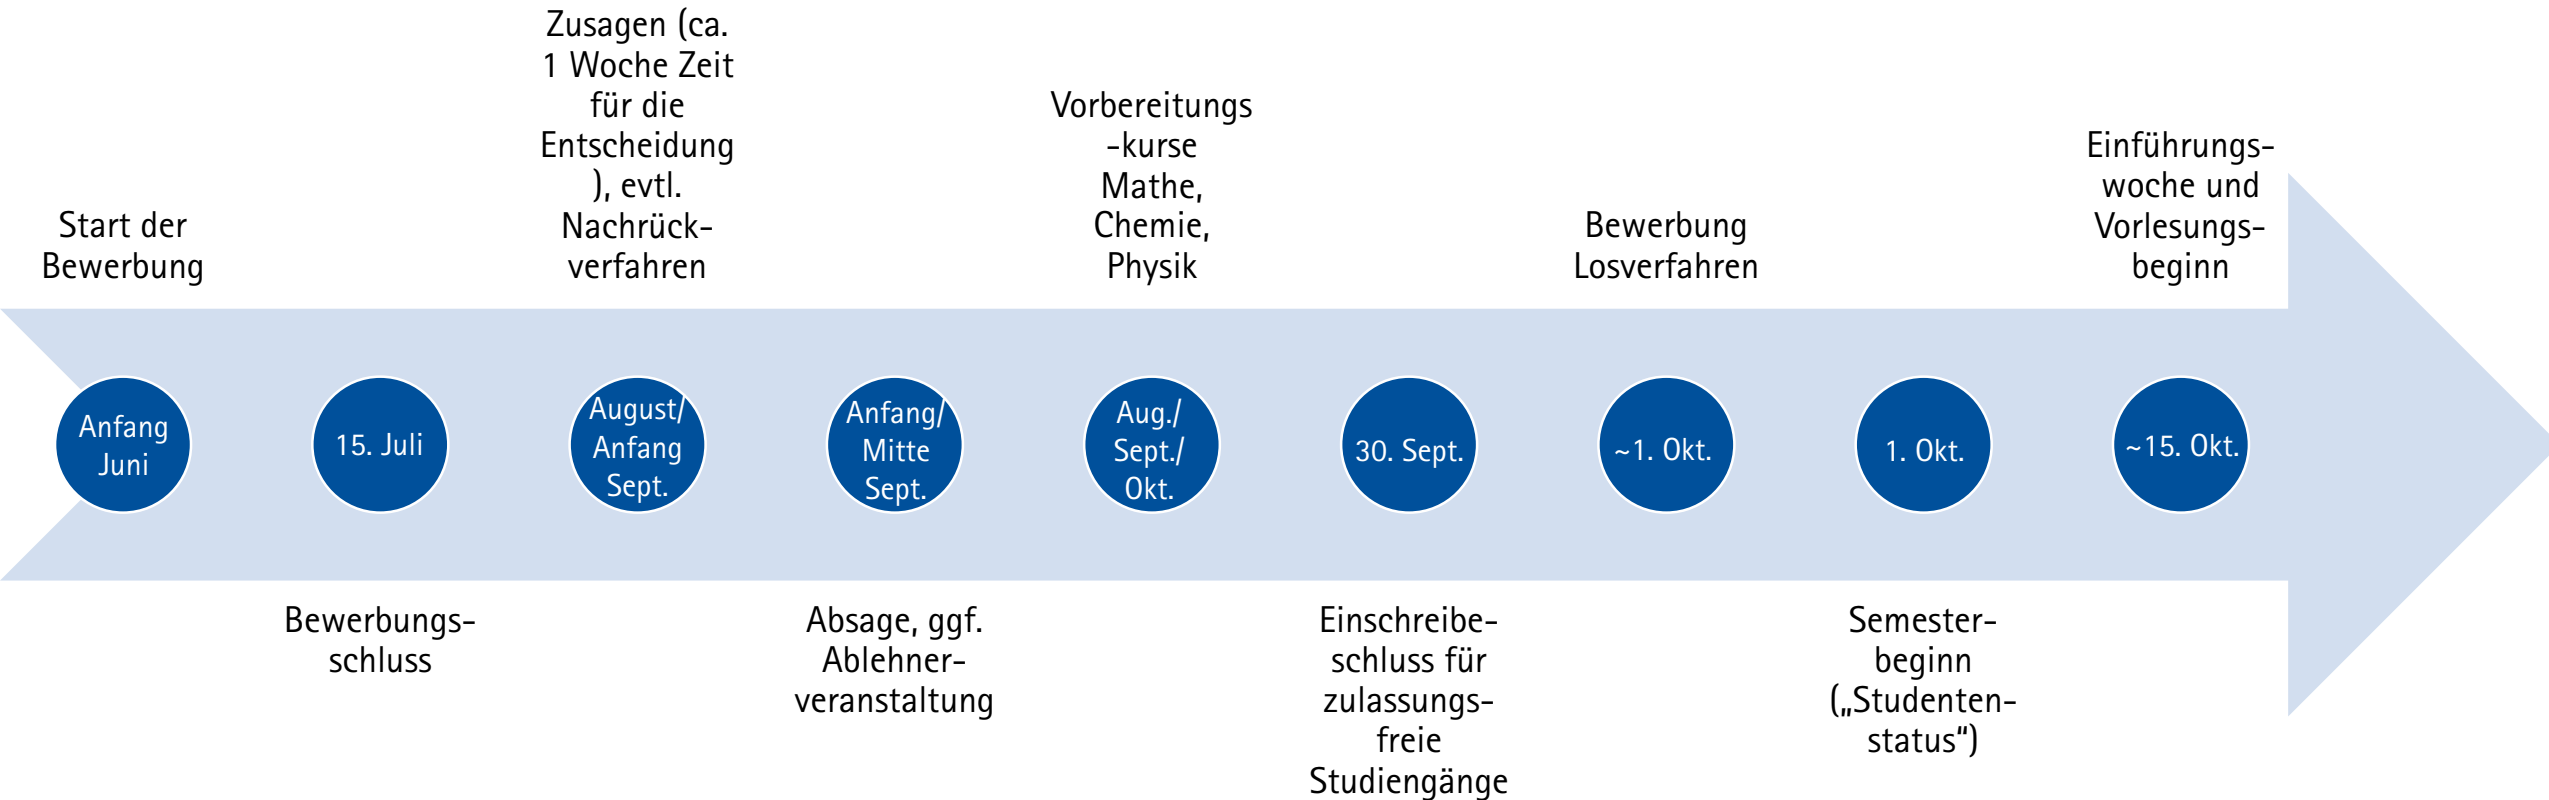 Start der
Bewerbung
Zusagen (ca.
1 Woche Zeit
für die
Entscheidung
), evtl.
Nachrück-
verfahren
Vorbereitungs
-kurse
Mathe,
Chemie,
Physik
Bewerbung
Losverfahren
Einführungs-
woche und
Vorlesungs-
beginn
Anfang
Juni
15. Juli
August/
Anfang
Sept.
Anfang/
Mitte
Sept.
Aug./
Sept./
Okt.
30. Sept.
~1. Okt.
1. Okt.
~15. Okt.
Bewerbungs-
schluss
Absage, ggf.
Ablehner-
veranstaltung
Einschreibe-
schluss für
zulassungs-
freie
Studiengänge
Semester-
beginn
(„Studenten-
status")